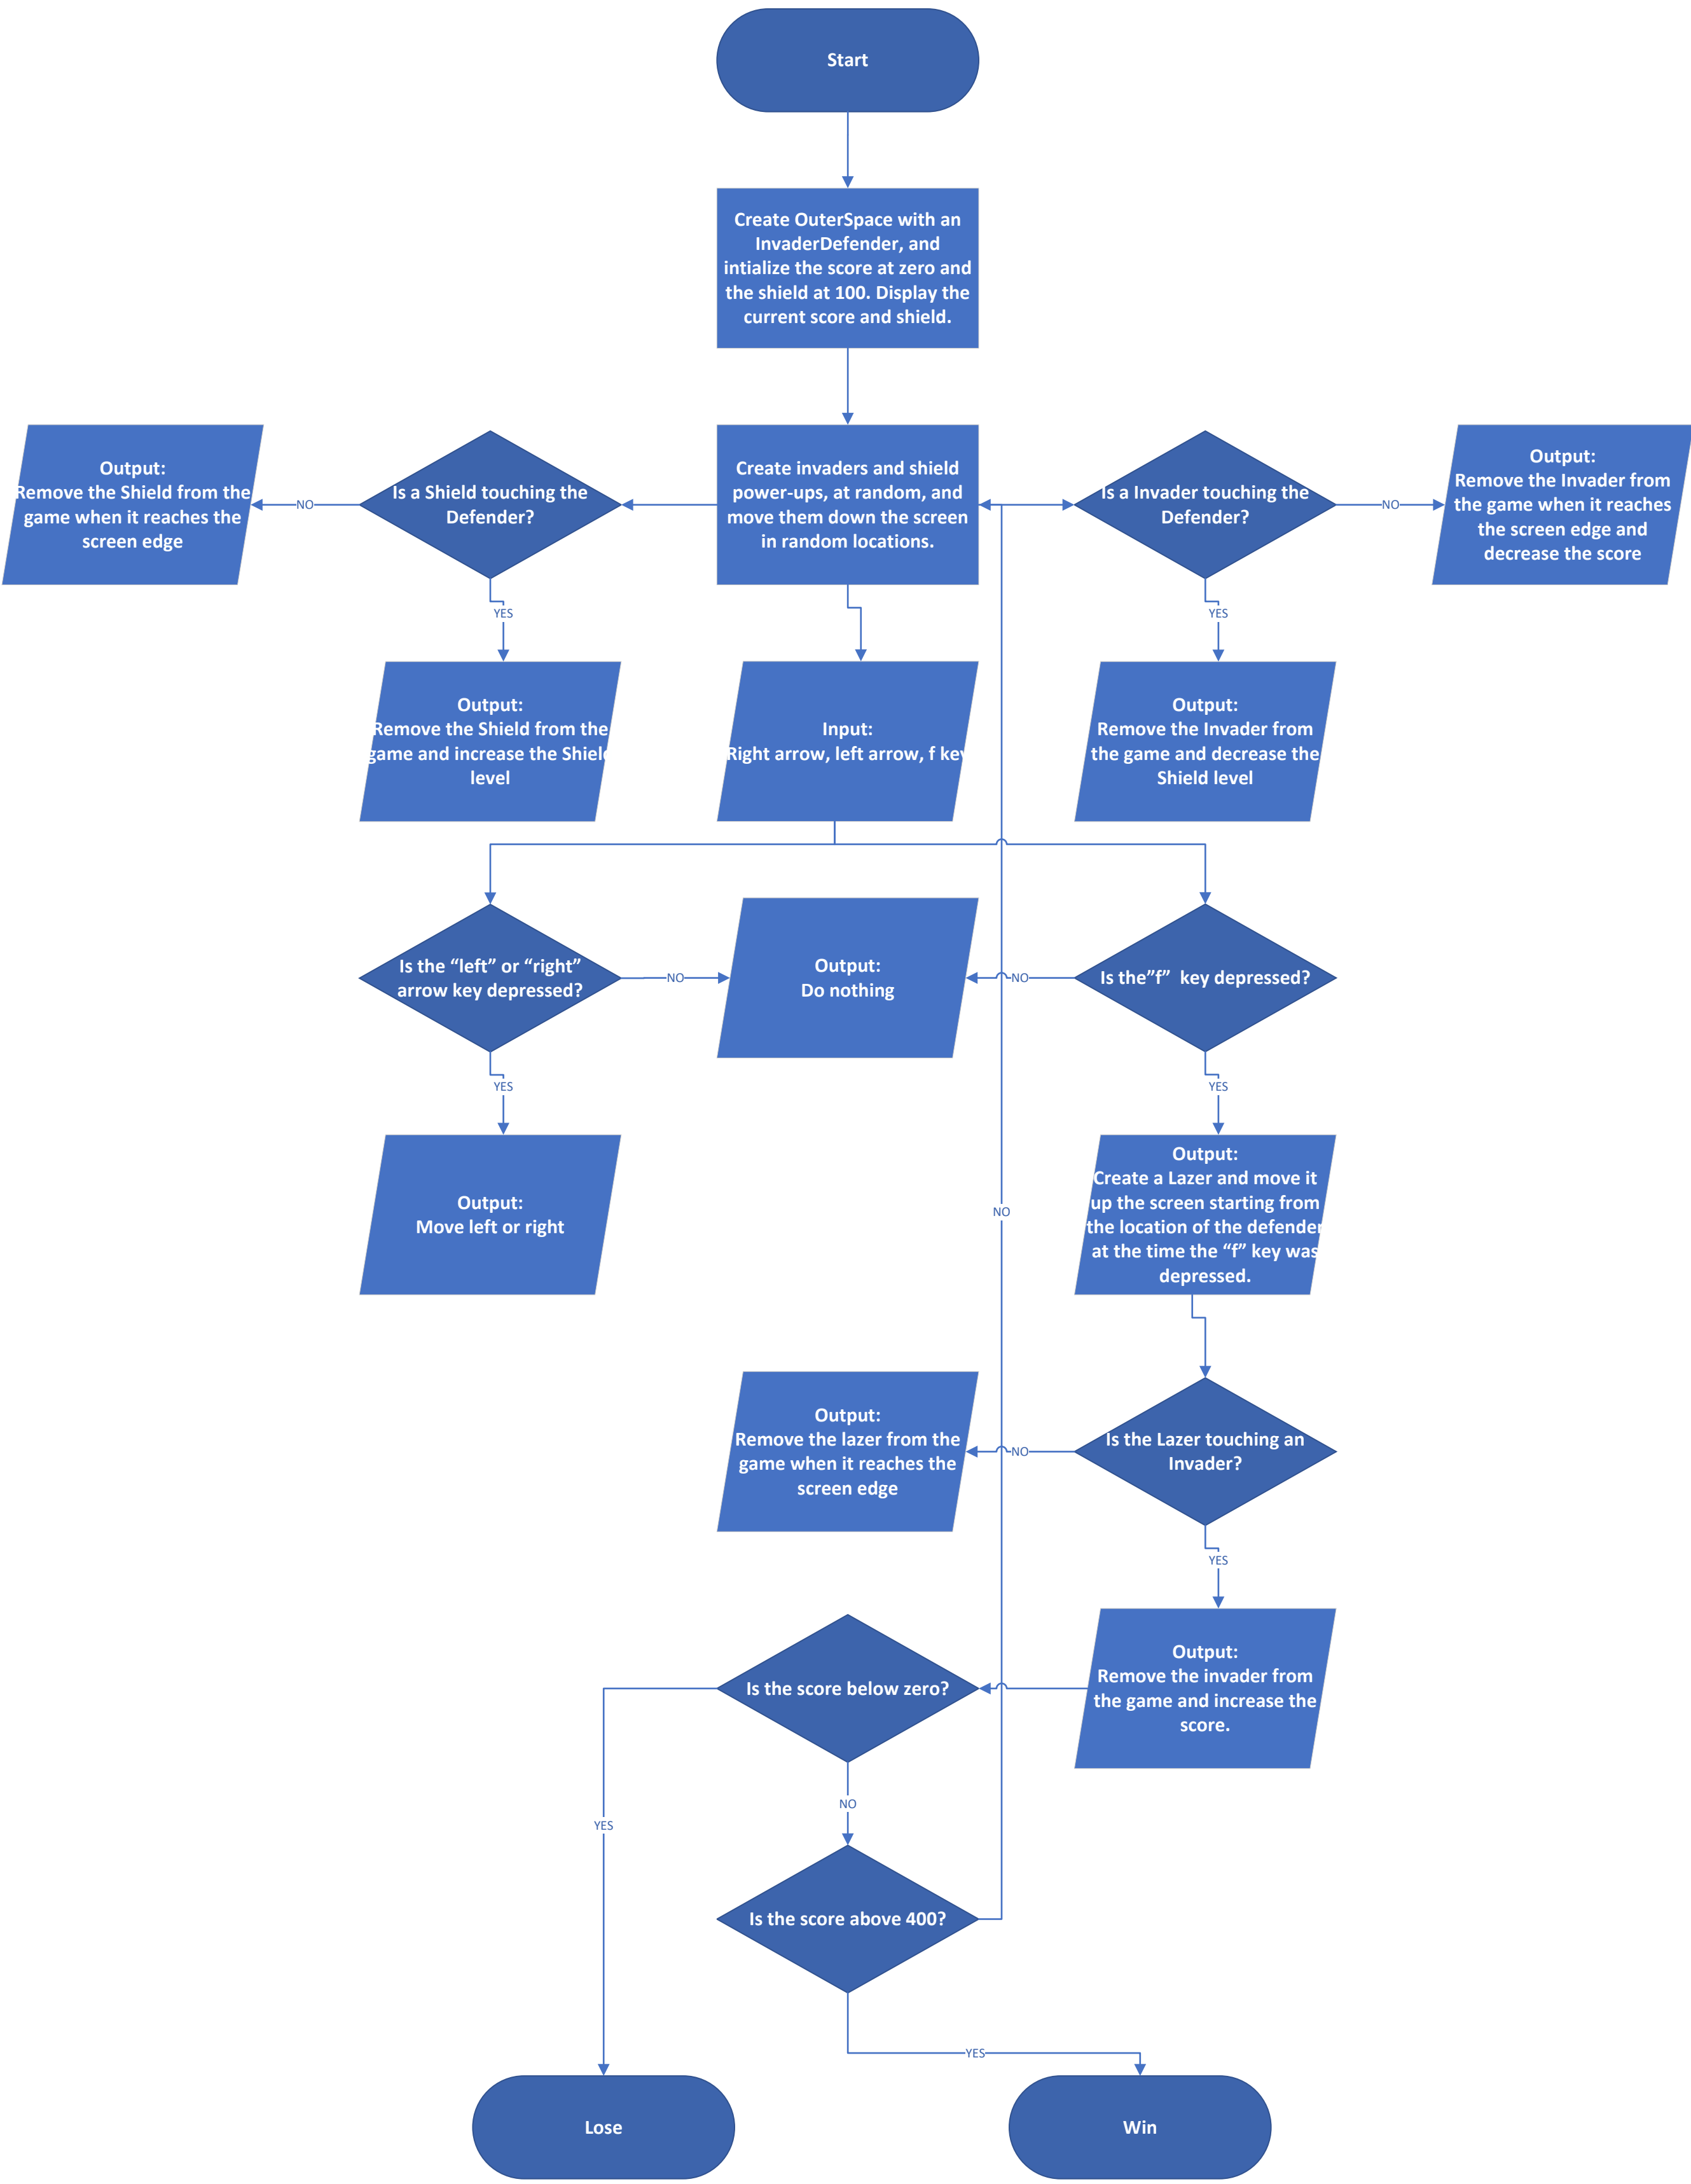 Start
Create OuterSpace with an
InvaderDefender, and
intialize the score at zero and
the shield at 100. Display the
current score and shield.
Output:
Remove the Shield from the
game when it reaches the
screen edge
NO
Is a Shield touching the
Defender?
Create invaders and shield
power-ups, at random, and
move them down the screen
in random locations.
Is a Invader touching the
Defender?
NO
Output:
Remove the Invader from
the game when it reaches
the screen edge and
decrease the score
YES
YES
Output:
Remove the Shield from the
game and increase the Shield
level
Input:
Right arrow, left arrow, f key
Output:
Remove the Invader from
the game and decrease the
Shield level
Is the “left” or “right”
arrow key depressed?
NO
Output:
Do nothing
NO
Is the”f” key depressed?
YES
YES
Output:
Move left or right
NO
Output:
Create a Lazer and move it
up the screen starting from
the location of the defender
at the time the “f” key was
depressed.
Output:
Remove the lazer from the
game when it reaches the
screen edge
NO
Is the Lazer touching an
Invader?
YES
Is the score below zero?
Output:
Remove the invader from
the game and increase the
score.
NO
YES
Is the score above 400?
YES
Lose
Win